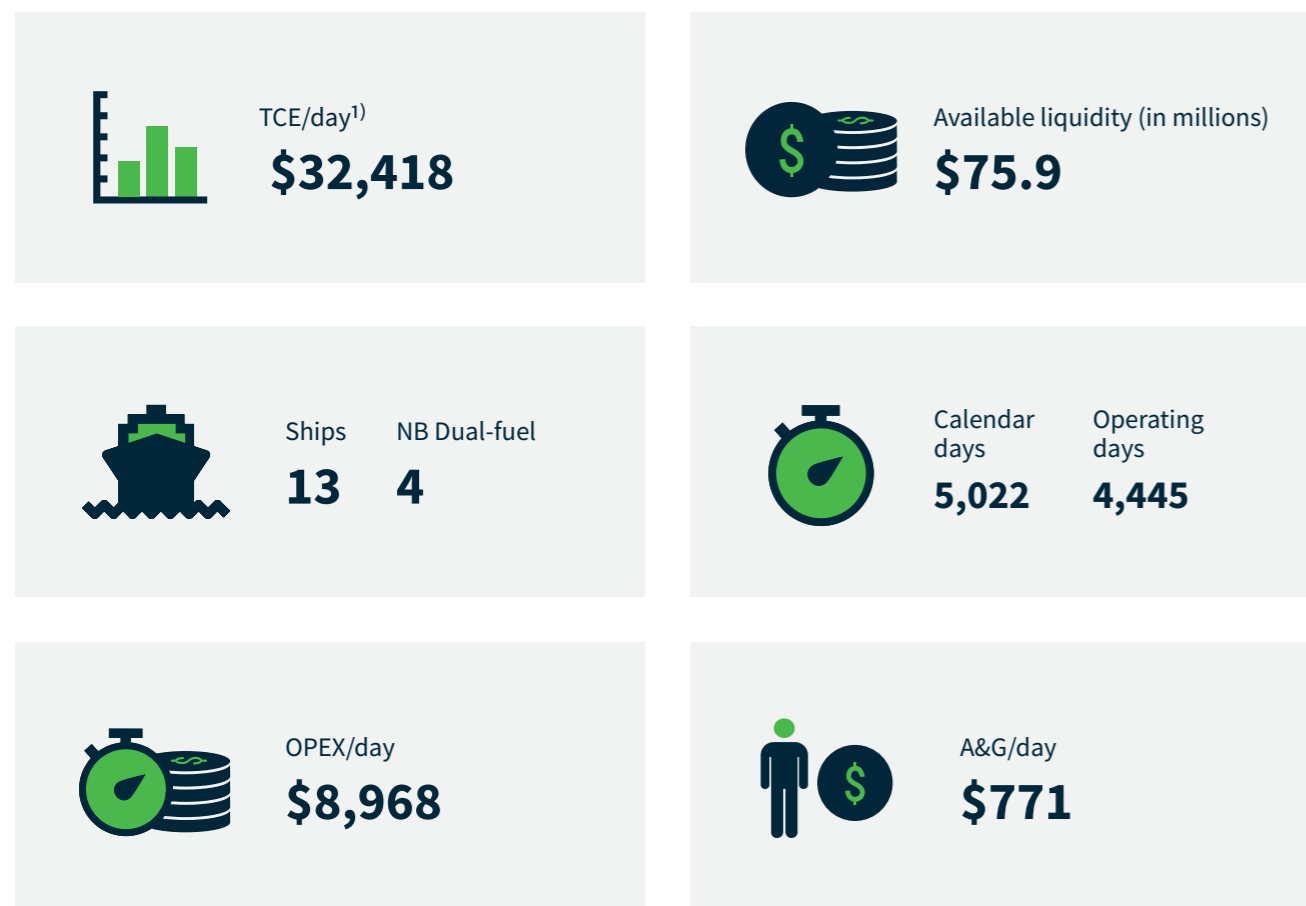 TCE/day¹⁾
$32,418
Available liquidity (in millions)
$75.9
Ships NB Dual-fuel
13 4
Calendar Operating
days days
5,022 4,445
OPEX/day
$8,968
A&G/day
$771